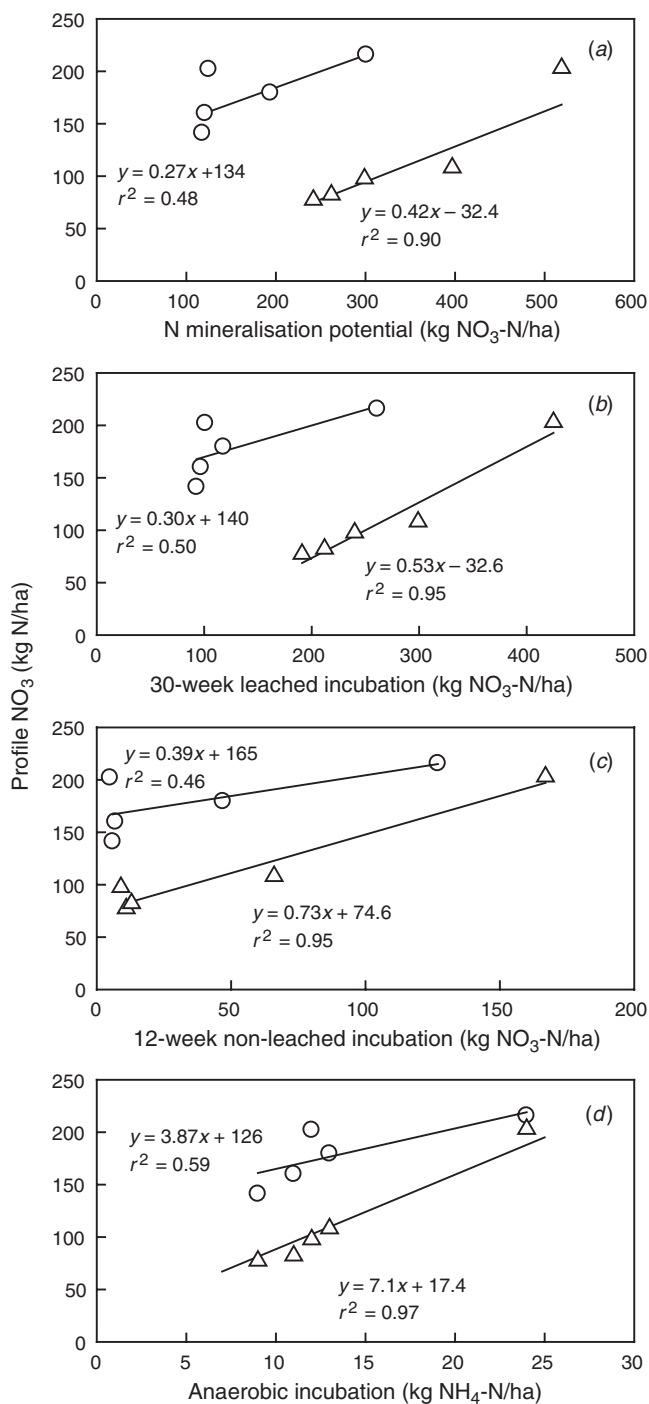 250
200
150
100
50
0
(a)
y = 0.27x +134
r² = 0.48
y = 0.42x – 32.4
r² = 0.90
0 100 200 300 400 500 600
N mineralisation potential (kg NO₃-N/ha)
250
200
150
100
50
0
(b)
y = 0.30x + 140
r² = 0.50
y = 0.53x – 32.6
r² = 0.95
0 100 200 300 400 500
30-week leached incubation (kg NO₃-N/ha)
Profile NO₃ (kg N/ha)
250
200
150
100
50
0
(c)
y = 0.39x + 165
r² = 0.46
y = 0.73x + 74.6
r² = 0.95
0 50 100 150 200
12-week non-leached incubation (kg NO₃-N/ha)
250
200
150
100
50
0
(d)
y = 3.87x + 126
r² = 0.59
y = 7.1x + 17.4
r² = 0.97
0 5 10 15 20 25 30
Anaerobic incubation (kg NH₄-N/ha)